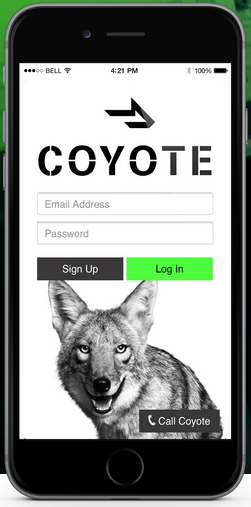 BELL 4:21 PM 100%
COYOTE
Email Address
Password
Sign Up Log In
Call Coyote